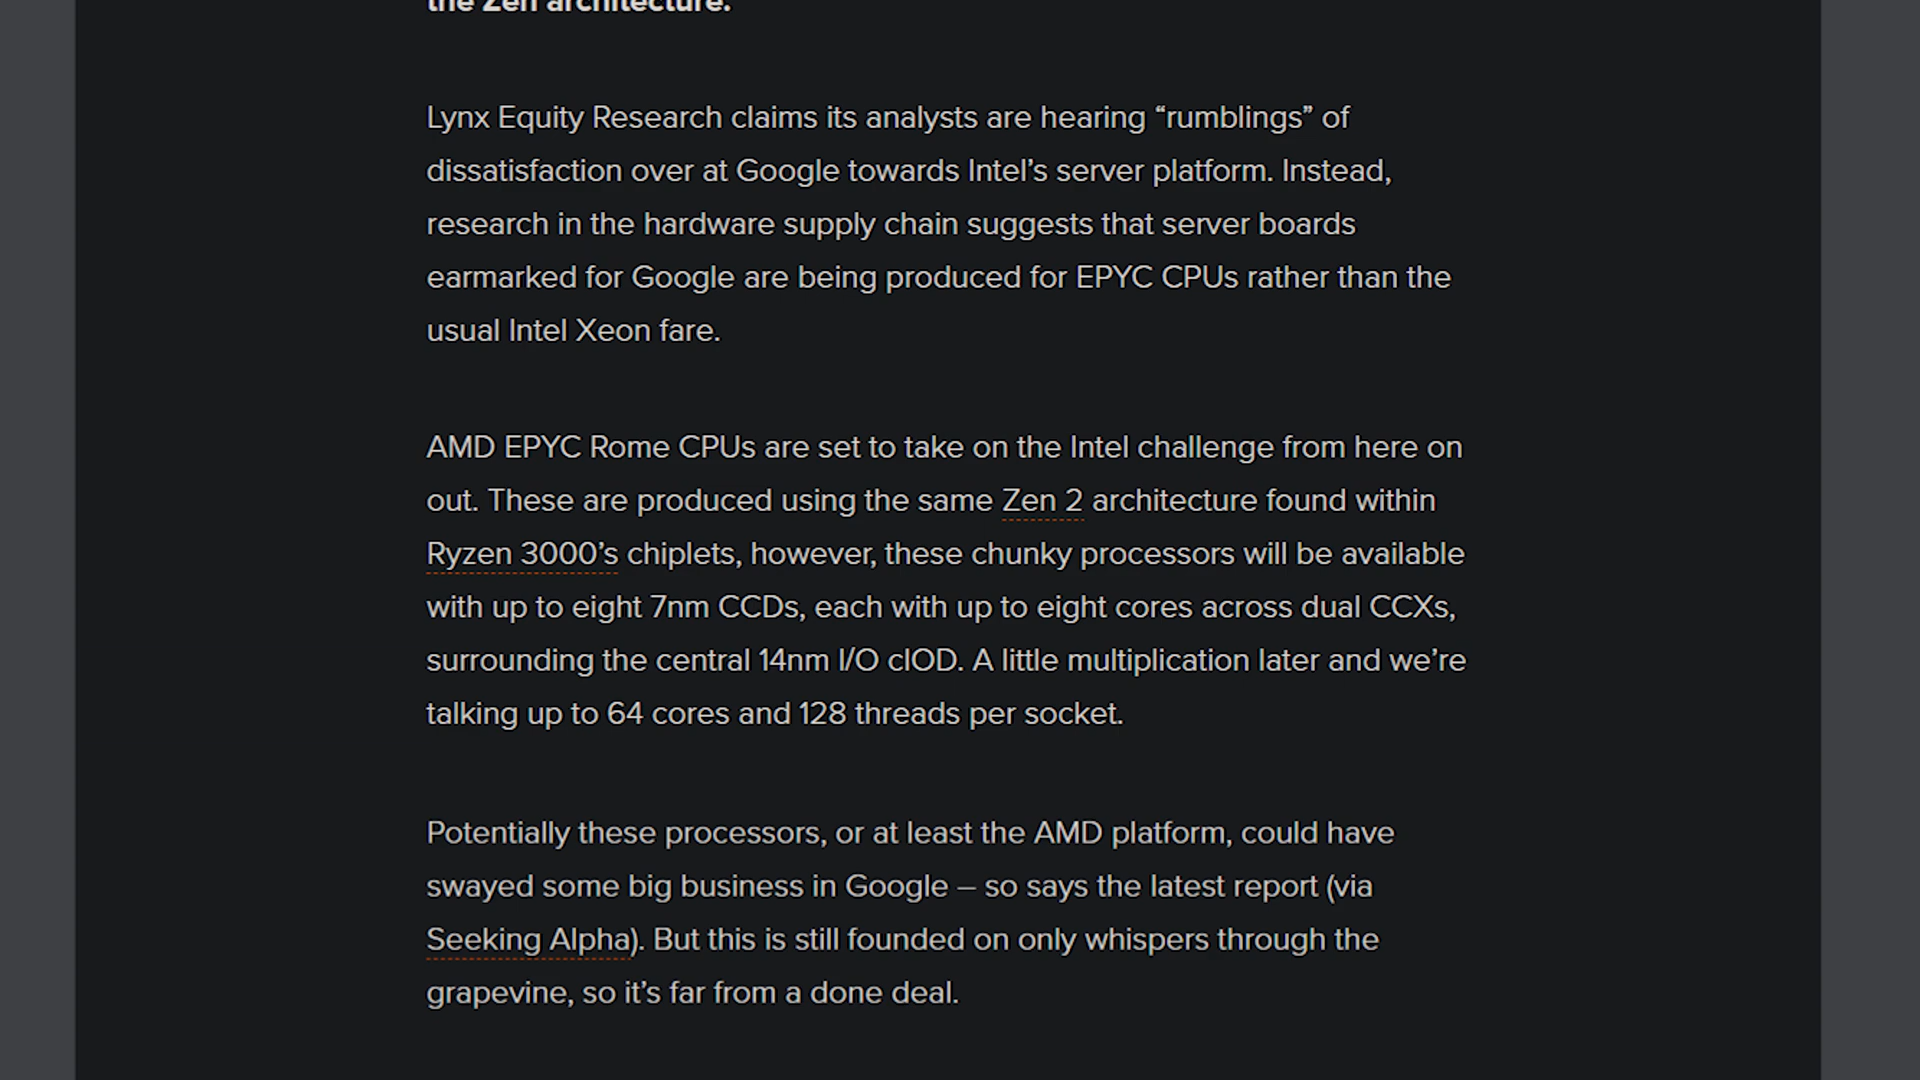 the Zen architecture.
Lynx Equity Research claims its analysts are hearing “rumblings” of
dissatisfaction over at Google towards Intel’s server platform. Instead,
research in the hardware supply chain suggests that server boards
earmarked for Google are being produced for EPYC CPUs rather than the
usual Intel Xeon fare.
AMD EPYC Rome CPUs are set to take on the Intel challenge from here on
out. These are produced using the same Zen 2 architecture found within
Ryzen 3000’s chiplets, however, these chunky processors will be available
with up to eight 7nm CCDs, each with up to eight cores across dual CCXs,
surrounding the central 14nm I/O cIOD. A little multiplication later and we’re
talking up to 64 cores and 128 threads per socket.
Potentially these processors, or at least the AMD platform, could have
swayed some big business in Google – so says the latest report (via
Seeking Alpha). But this is still founded on only whispers through the
grapevine, so it’s far from a done deal.